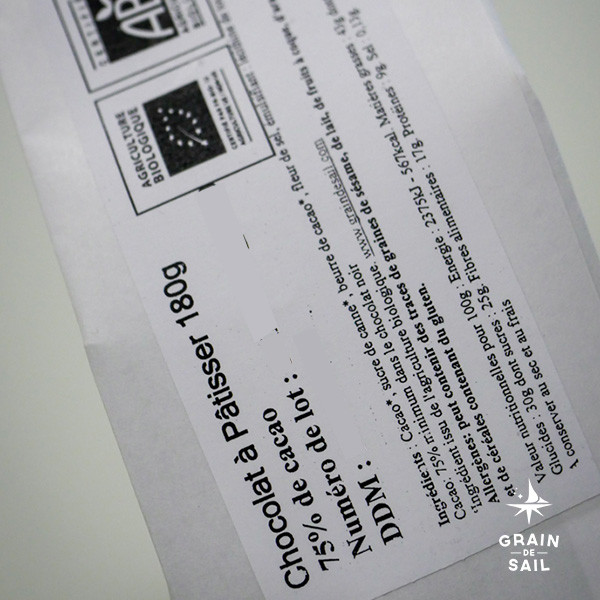 Chocolat à Pâtisser 180g
75% de cacao
Numéro de lot :
DDM :
Ingrédients : Cacao*, sucre de canne*, beurre de cacao*, fleur de sel, émulsifiant
Cacao: 75% minimum dans le chocolat noir
*Ingrédient issu de l'agriculture biologique. www.graindesail.com
Allergènes: peut contenir des traces de graines de sésame, de lait, de fruits à coque, d'
et de céréales contenant du gluten.
Valeur nutritionnelles pour 100g : Energie : 2375KJ - 567kcal, Matières grasses : 43g
Glucides : 30g dont sucres : 25g, Fibres alimentaires : 17g, Protéines : 9g, Sel : 0,13g.
A conserver au sec et au frais
AGRICULTURE
BIOLOGIQUE
GRAIN
DE
SAIL